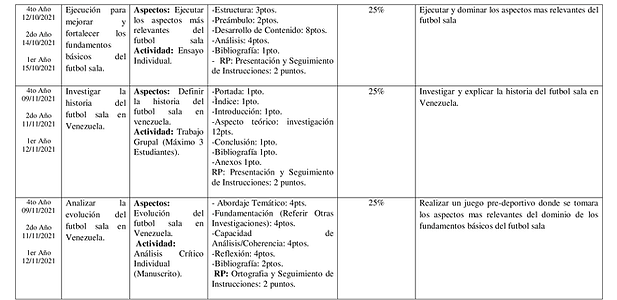 4to Año
12/10/2021
2do Año
14/10/2021
1er Año
15/10/2021
Ejecución para
mejorar y
fortalecer los
fundamentos
básicos del
futbol sala.
Aspectos: Ejecutar
los aspectos más
relevantes del
futbol sala
Actividad: Ensayo
Individual.
-Estructura: 3ptos.
-Preámbulo: 2ptos.
-Desarrollo de Contenido: 8ptos.
-Análisis: 4ptos.
-Bibliografía: 1pto.
- RP: Presentación y Seguimiento
de Instrucciones: 2 puntos.
25%
Ejecutar y dominar los aspectos mas relevantes del
futbol sala
4to Año
09/11/2021
2do Año
11/11/2021
1er Año
12/11/2021
Investigar la
historia del
futbol sala en
Venezuela.
Aspectos: Definir
la historia del
futbol sala en
venezuela.
Actividad: Trabajo
Grupal (Máximo 3
Estudiantes).
-Portada: 1pto.
-Índice: 1pto.
-Introducción: 1pto.
-Aspecto teórico: investigación
12pts.
-Conclusión: 1pto.
-Bibliografía 1pto.
-Anexos 1pto.
RP: Presentación y Seguimiento
de Instrucciones: 2 puntos.
25%
Investigar y explicar la historia del futbol sala en
Venezuela.
4to Año
09/11/2021
2do Año
11/11/2021
1er Año
12/11/2021
Analizar la
evolución del
futbol sala en
Venezuela.
Aspectos:
Evolución del
futbol sala en
Venezuela.
Actividad:
Análisis Crítico
Individual
(Manuscrito).
- Abordaje Temático: 4pts.
-Fundamentación (Referir Otras
Investigaciones): 4ptos.
-Capacidad de
Análisis/Coherencia: 4ptos.
-Reflexión: 4ptos.
-Bibliografía: 2ptos.
RP: Ortografía y Seguimiento de
Instrucciones: 2 puntos.
25%
Realizar un juego pre-deportivo donde se tomara
los aspectos mas relevantes del dominio de los
fundamentos básicos del futbol sala